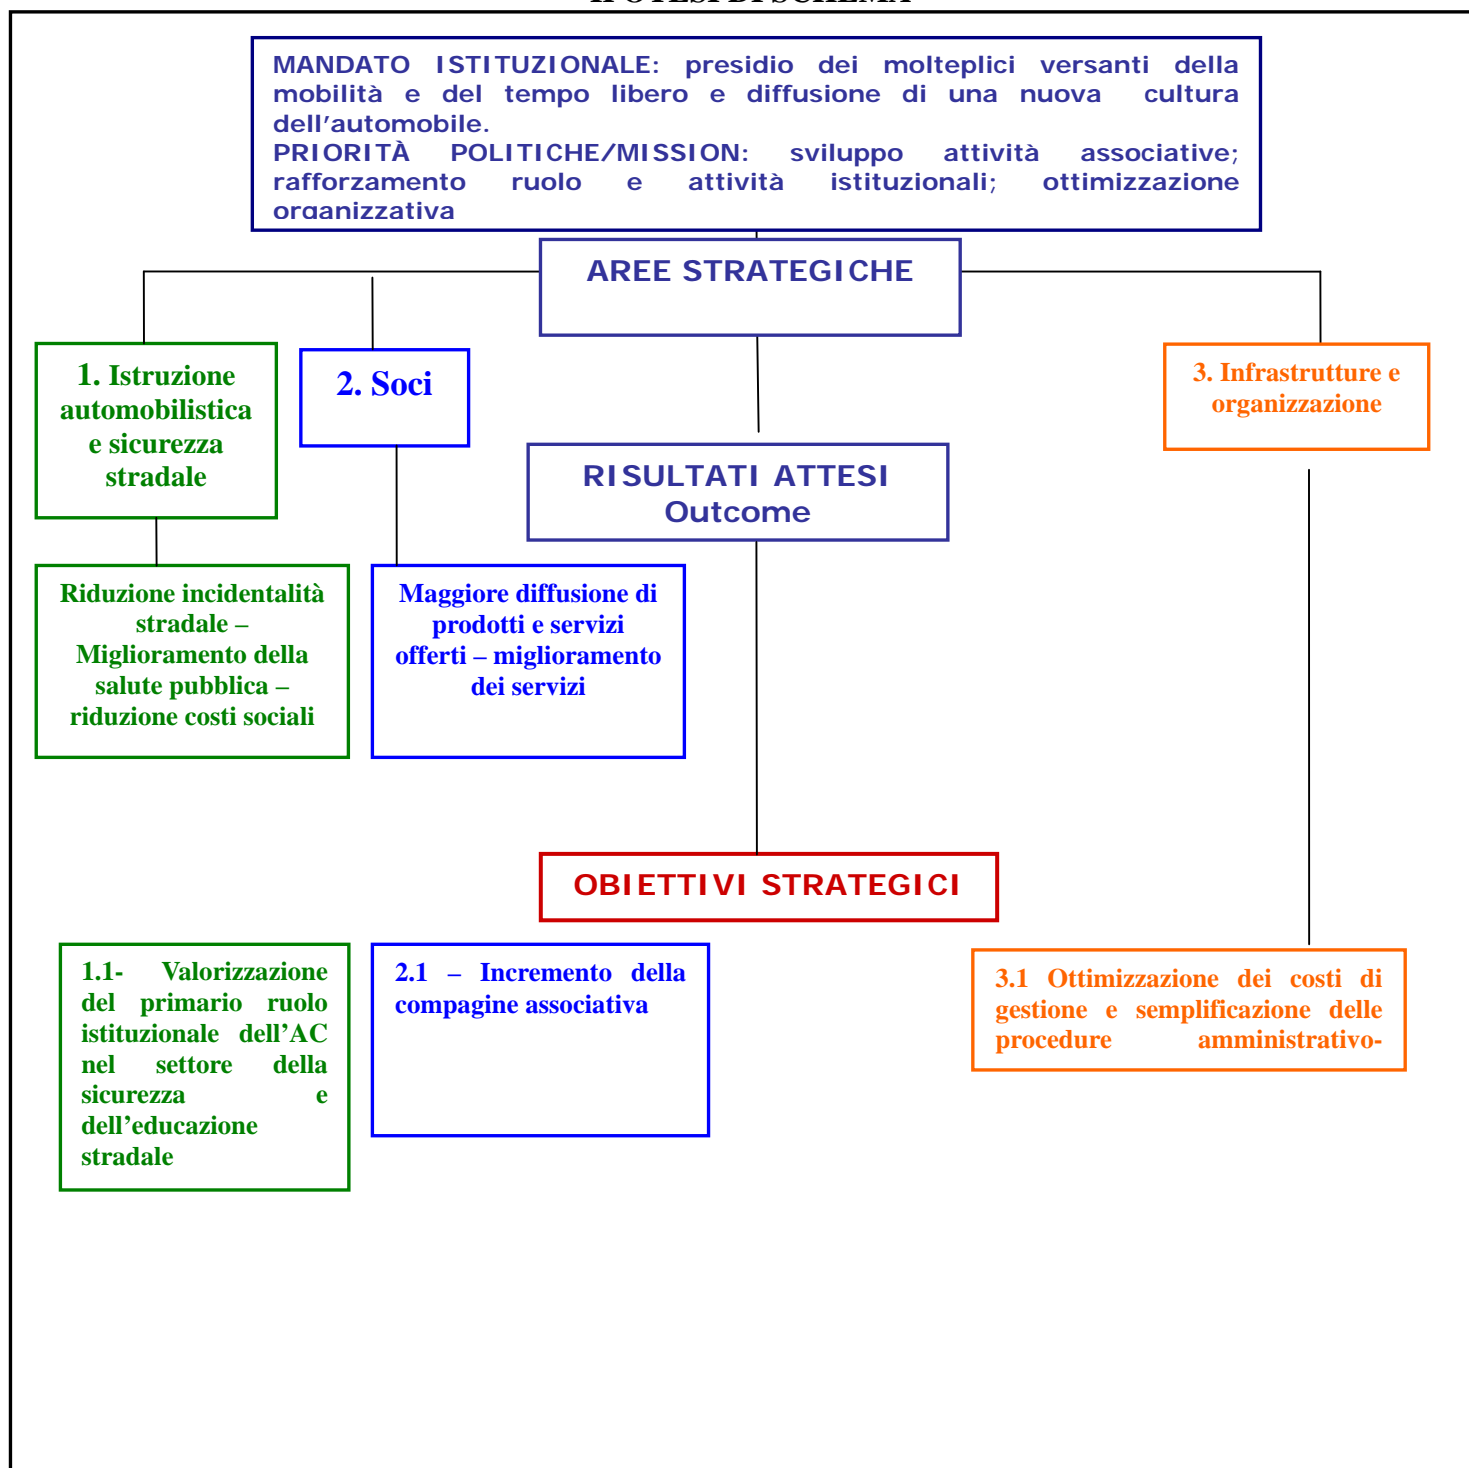 IPOTESI DI SCHEMA
MANDATO ISTITUZIONALE: presidio dei molteplici versanti della
mobilità e del tempo libero e diffusione di una nuova cultura
dell'automobile.
PRIORITÀ POLITICHE/MISSION: sviluppo attività associative;
rafforzamento ruolo e attività istituzionali; ottimizzazione
organizzativa
AREE STRATEGICHE
1. Istruzione
automobilistica
e sicurezza
stradale
2. Soci
3. Infrastrutture e
organizzazione
RISULTATI ATTESI
Outcome
Riduzione incidentalità
stradale –
Miglioramento della
salute pubblica –
riduzione costi sociali
Maggiore diffusione di
prodotti e servizi
offerti – miglioramento
dei servizi
OBIETTIVI STRATEGICI
1.1- Valorizzazione
del primario ruolo
istituzionale dell’AC
nel settore della
sicurezza e
dell’educazione
stradale
2.1 – Incremento della
compagine associativa
3.1 Ottimizzazione dei costi di
gestione e semplificazione delle
procedure amministrativo-